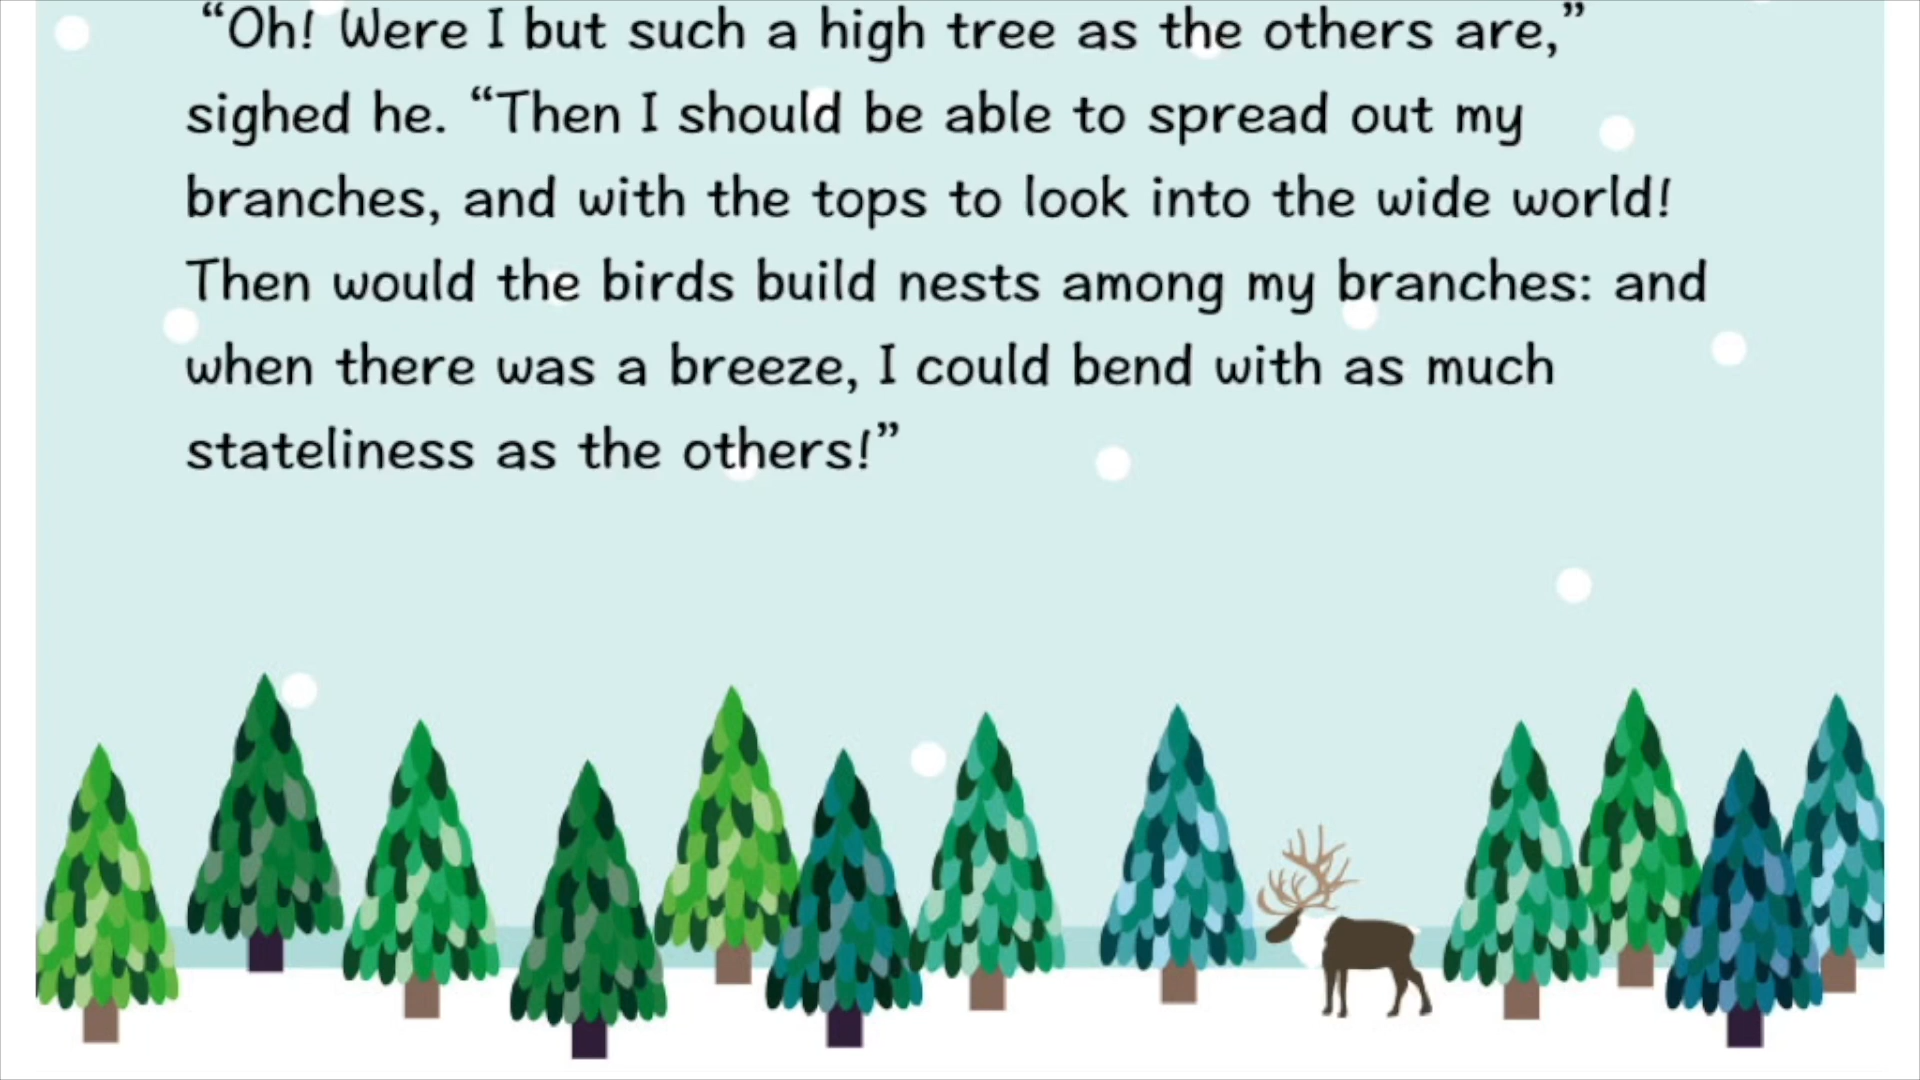 “Oh! Were I but such a high tree as the others are,”
sighed he. “Then I should be able to spread out my
branches, and with the tops to look into the wide world!
Then would the birds build nests among my branches: and
when there was a breeze, I could bend with as much
stateliness as the others!”